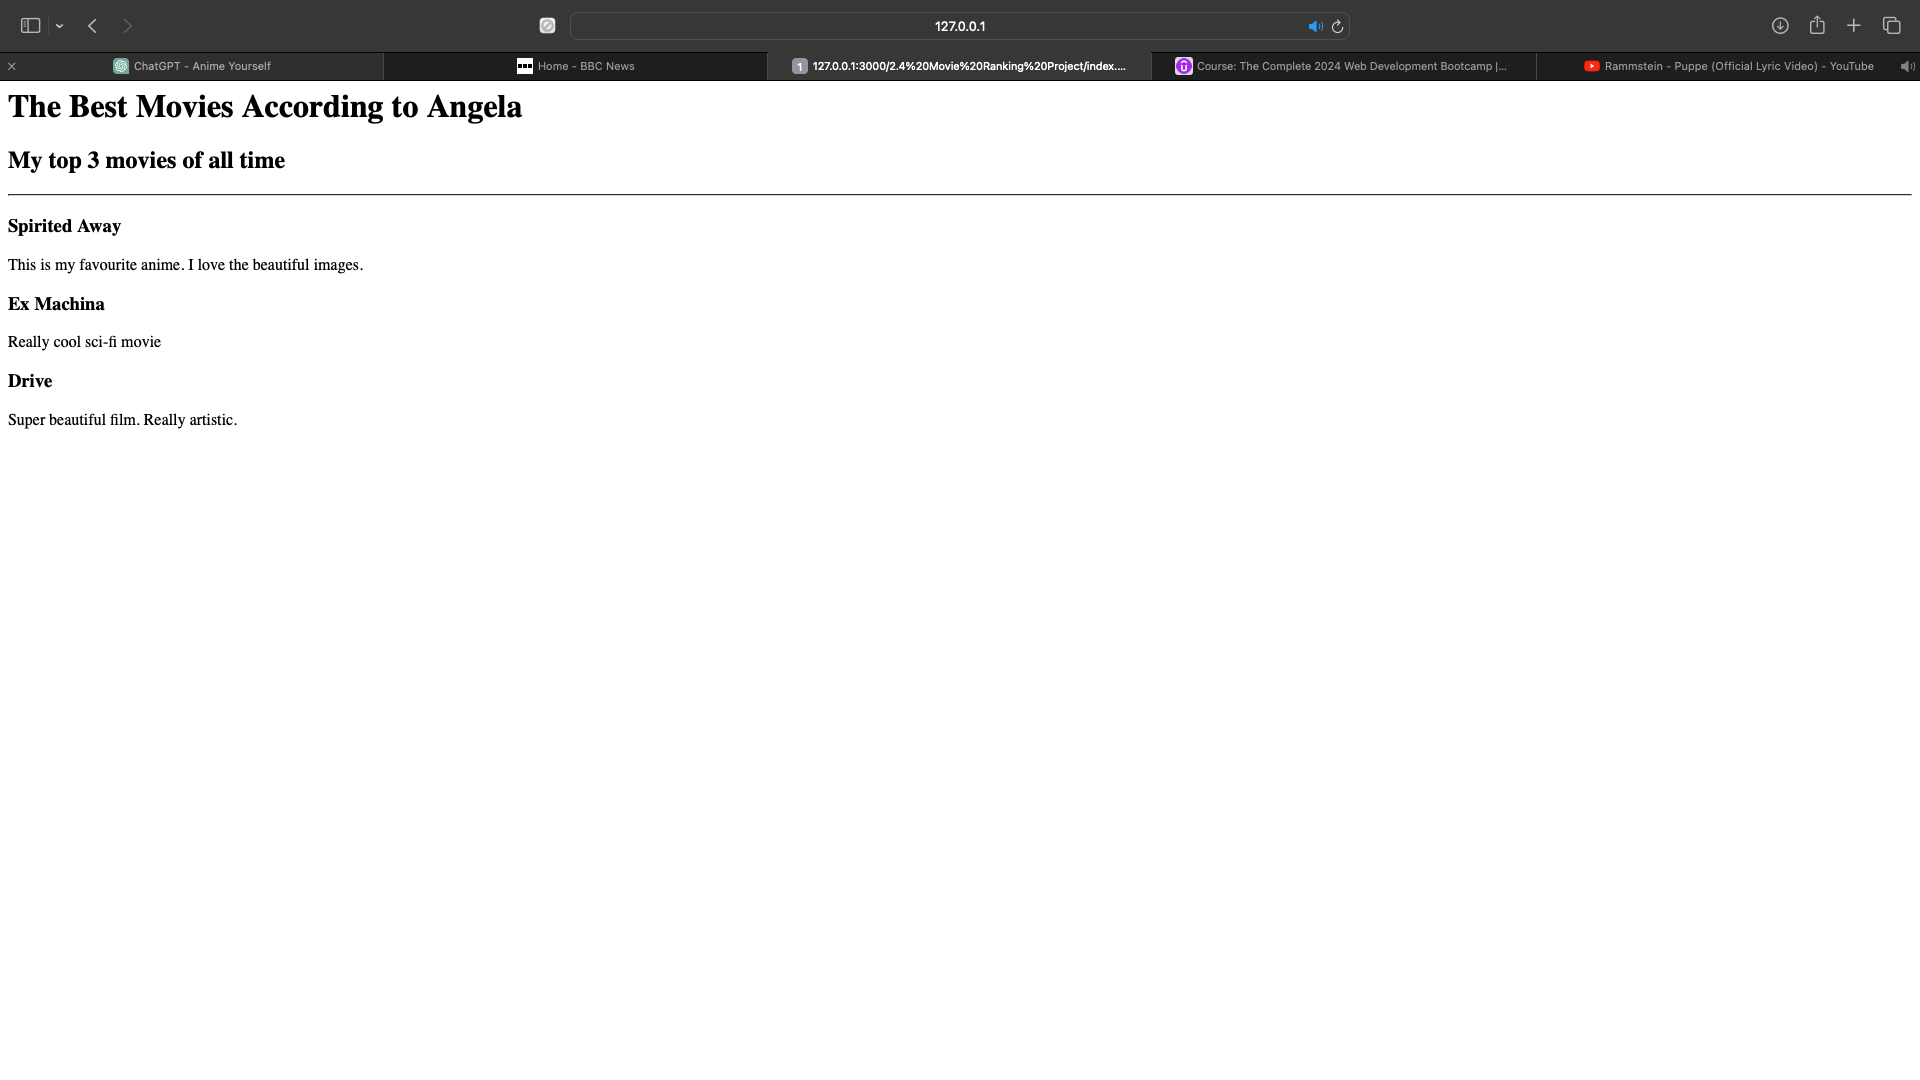 127.0.0.1
ChatGPT - Anime Yourself
Home - BBC News
1 127.0.0.1:3000/2.4%20Movie%20Ranking%20Project/index....
Course: The Complete 2024 Web Development Bootcamp |...
Rammstein - Puppe (Official Lyric Video) - YouTube
The Best Movies According to Angela
My top 3 movies of all time
Spirited Away
This is my favourite anime. I love the beautiful images.
Ex Machina
Really cool sci-fi movie
Drive
Super beautiful film. Really artistic.